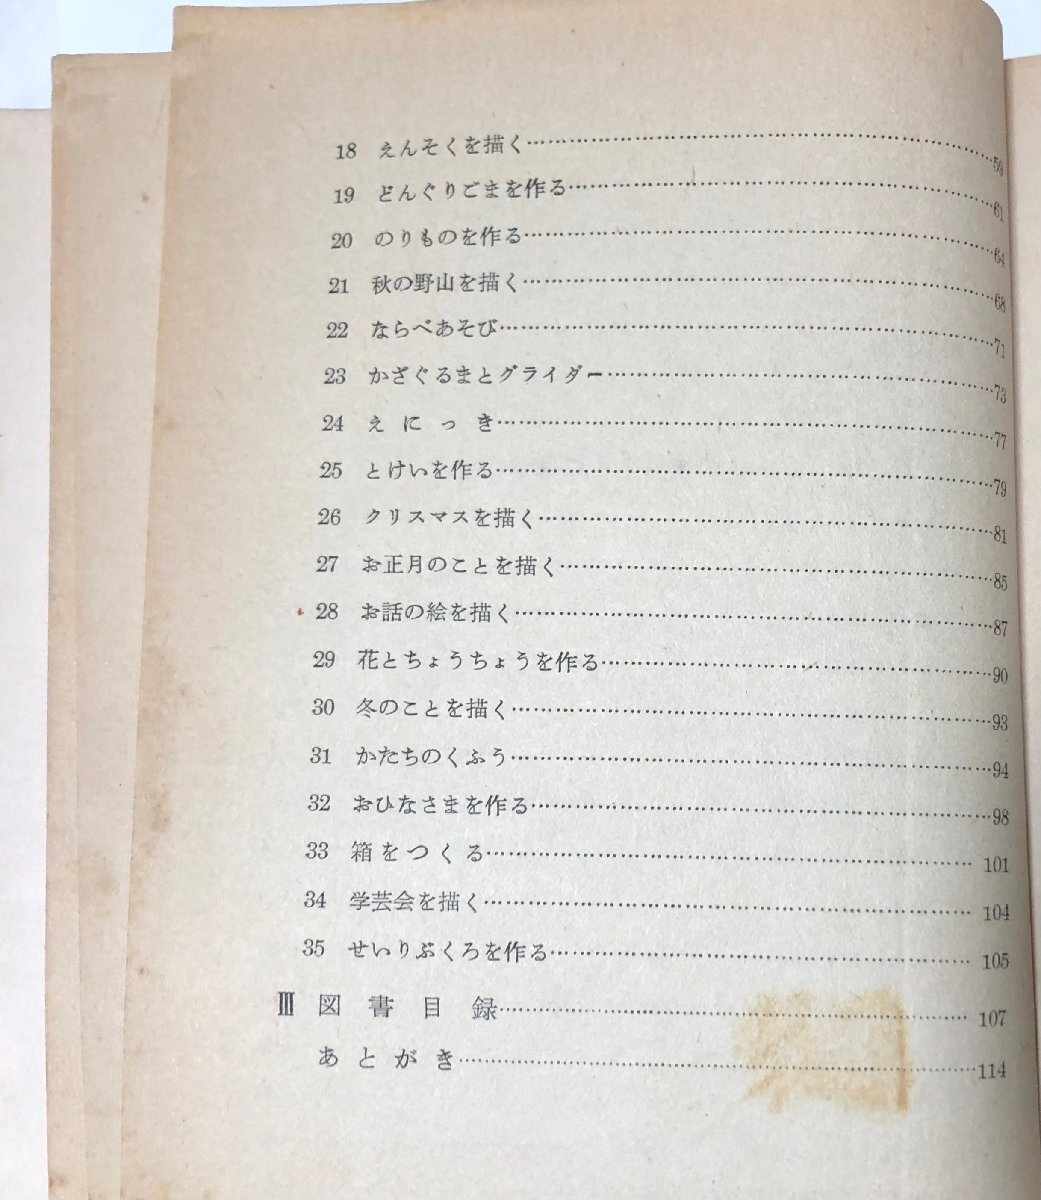 18 えんそくを描く……59
19 どんぐりごまを作る……61
20 のりものを作る……64
21 秋の野山を描く……68
22 ならべあそび……71
23 かざぐるまとグライダー……73
24 えにっき……77
25 とけいを作る……79
26 クリスマスを描く……81
27 お正月のことを描く……85
28 お話の絵を描く……87
29 花とちょうちょうを作る……90
30 冬のことを描く……93
31 かたちのくふう……94
32 おひなさまを作る……98
33 箱をつくる……101
34 学芸会を描く……104
35 せいりぶくろを作る……105
Ⅲ 図書目録……107
あとがき……114